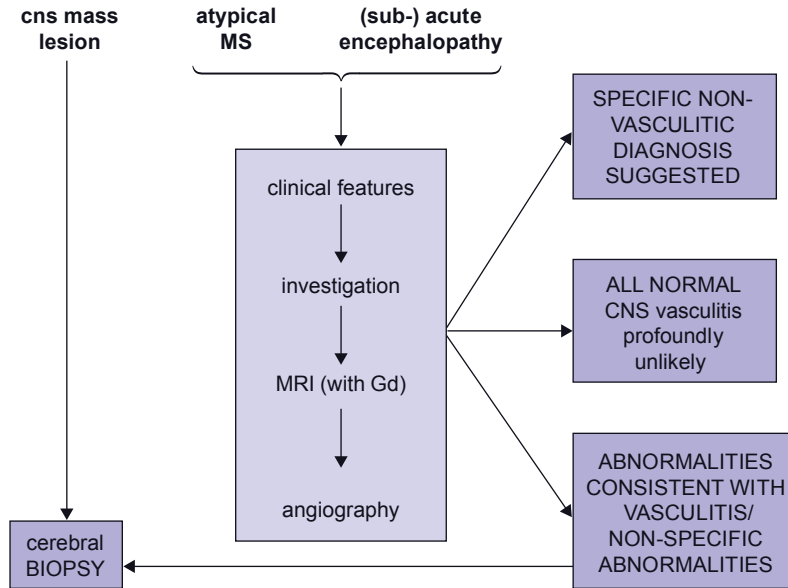 cns mass
lesion
atypical
MS
(sub-) acute
encephalopathy
clinical features
investigation
MRI (with Gd)
angiography
SPECIFIC NON-
VASCULITIC
DIAGNOSIS
SUGGESTED
ALL NORMAL
CNS vasculitis
profoundly
unlikely
ABNORMALITIES
CONSISTENT WITH
VASCULITIS/
NON-SPECIFIC
ABNORMALITIES
cerebral
BIOPSY